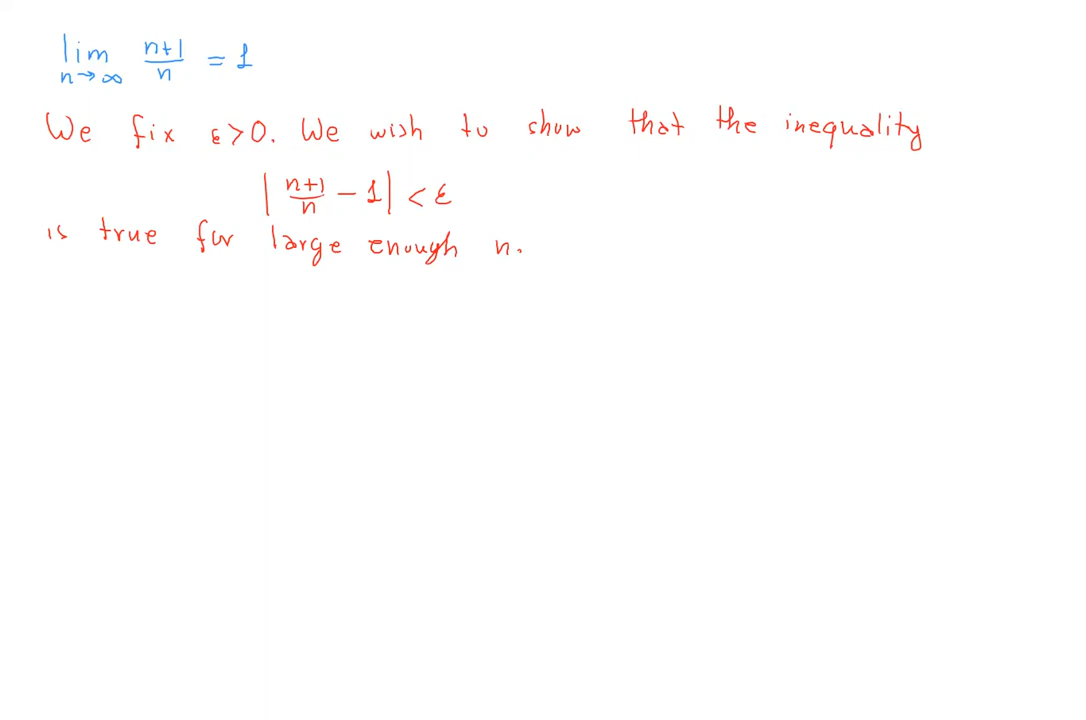 lim n→∞ n+1/n = 1
We fix ε>0. We wish to show that the inequality
|n+1/n − 1| < ε
is true for large enough n.